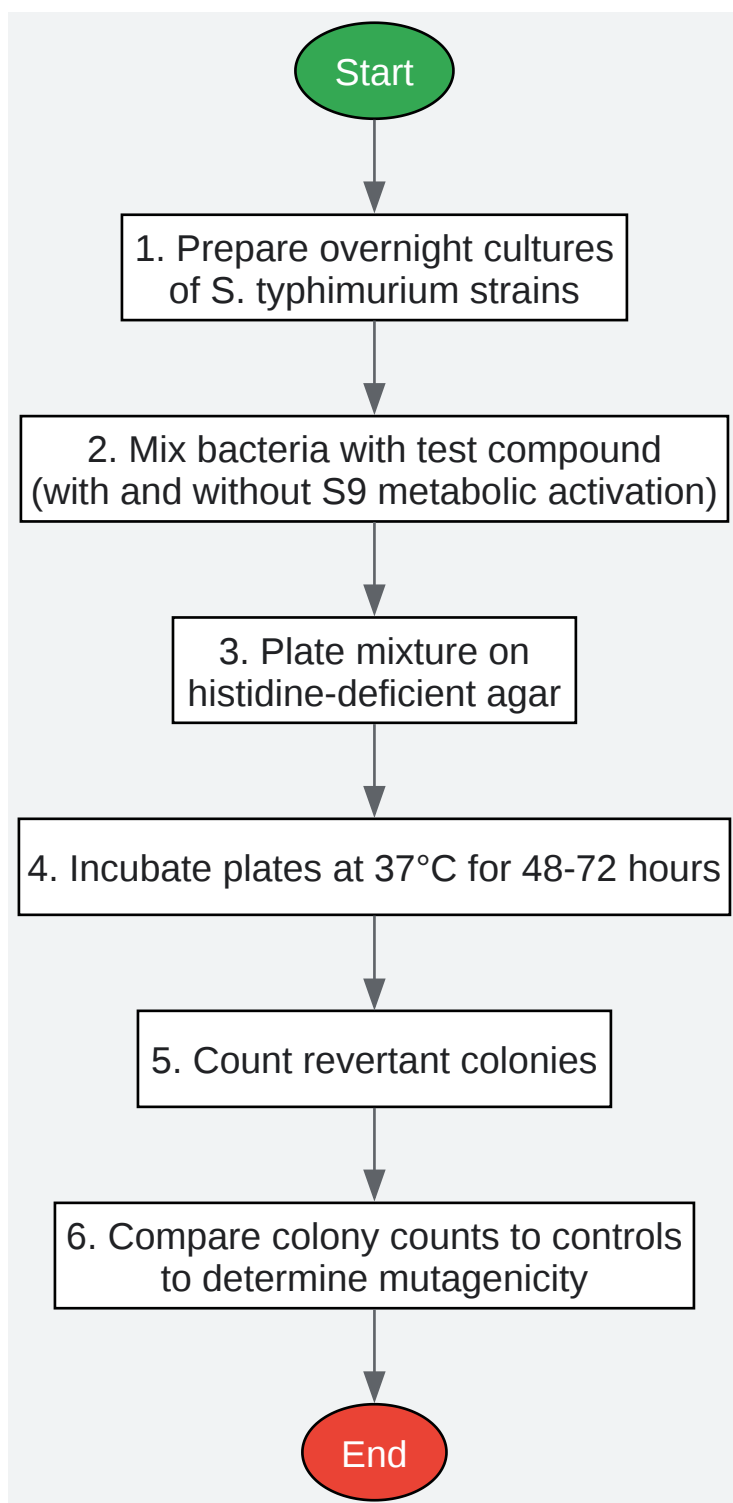 Start
1. Prepare overnight cultures
of S. typhimurium strains
2. Mix bacteria with test compound
(with and without S9 metabolic activation)
3. Plate mixture on
histidine-deficient agar
4. Incubate plates at 37°C for 48-72 hours
5. Count revertant colonies
6. Compare colony counts to controls
to determine mutagenicity
End